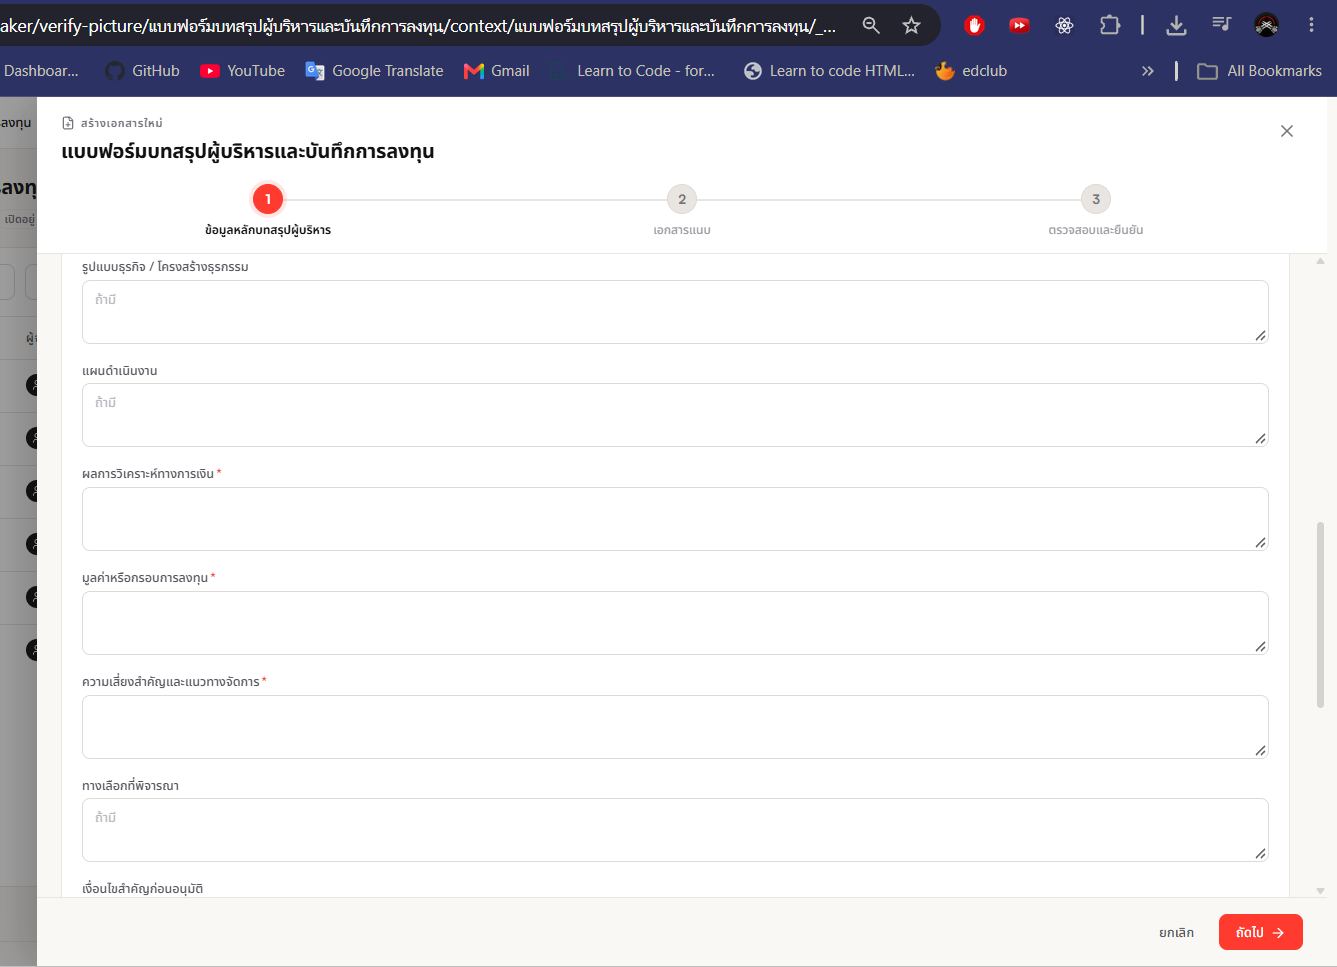 aker/verify-picture/แบบฟอร์มบทสรุปผู้บริหารและบันทึกการลงทุน/context/แบบฟอร์มบทสรุปผู้บริหารและบันทึกการลงทุน/_...
Dashboar... GitHub YouTube Google Translate Gmail Learn to Code - for... Learn to code HTML... edclub » All Bookmarks
ลงทุน
ลงทุ
เปิดอยู่
สร้างเอกสารใหม่
แบบฟอร์มบทสรุปผู้บริหารและบันทึกการลงทุน
1 2 3
ข้อมูลหลักบทสรุปผู้บริหาร เอกสารแนบ ตรวจสอบและยืนยัน
รูปแบบธุรกิจ / โครงสร้างธุรกรรม
ถ้ามี
แผนดำเนินงาน
ถ้ามี
ผลการวิเคราะห์ทางการเงิน *
มูลค่าหรือกรอบการลงทุน *
ความเสี่ยงสำคัญและแนวทางจัดการ *
ทางเลือกที่พิจารณา
ถ้ามี
เงื่อนไขสำคัญก่อนอนุมัติ
ยกเลิก ถัดไป →